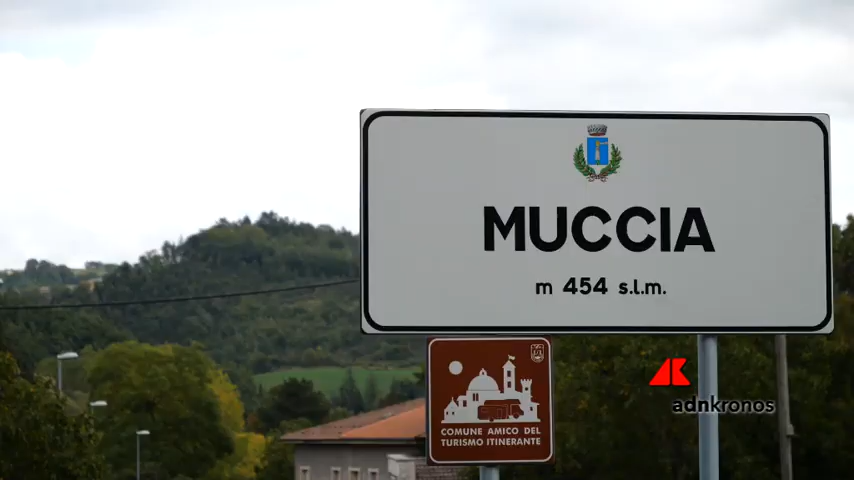 MUCCIA
m 454 s.l.m.
COMUNE AMICO DEL
TURISMO ITINERANTE
adnkronos